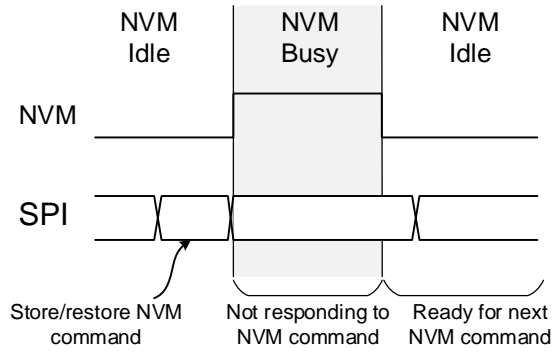 NVM
Idle
NVM
Busy
NVM
Idle
NVM
SPI
Store/restore NVM
command
Not responding to
NVM command
Ready for next
NVM command